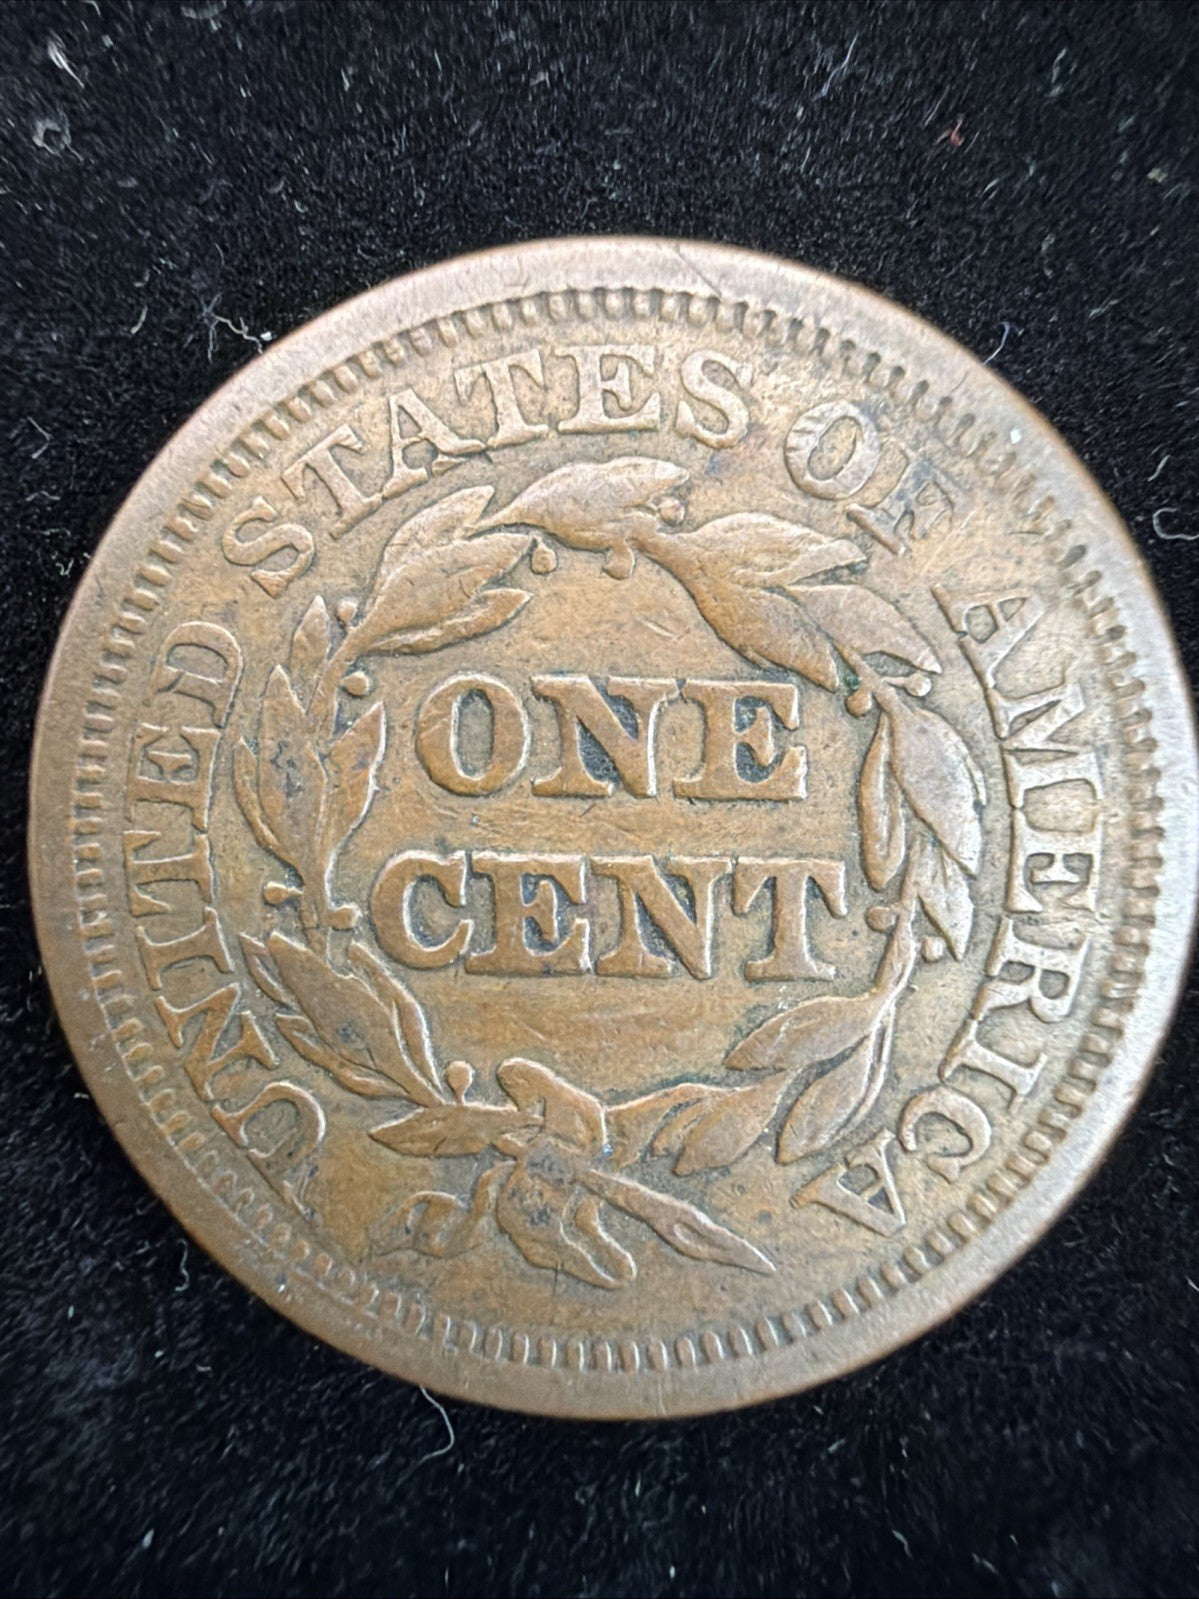 UNITED STATES OF AMERICA
ONE
CENT